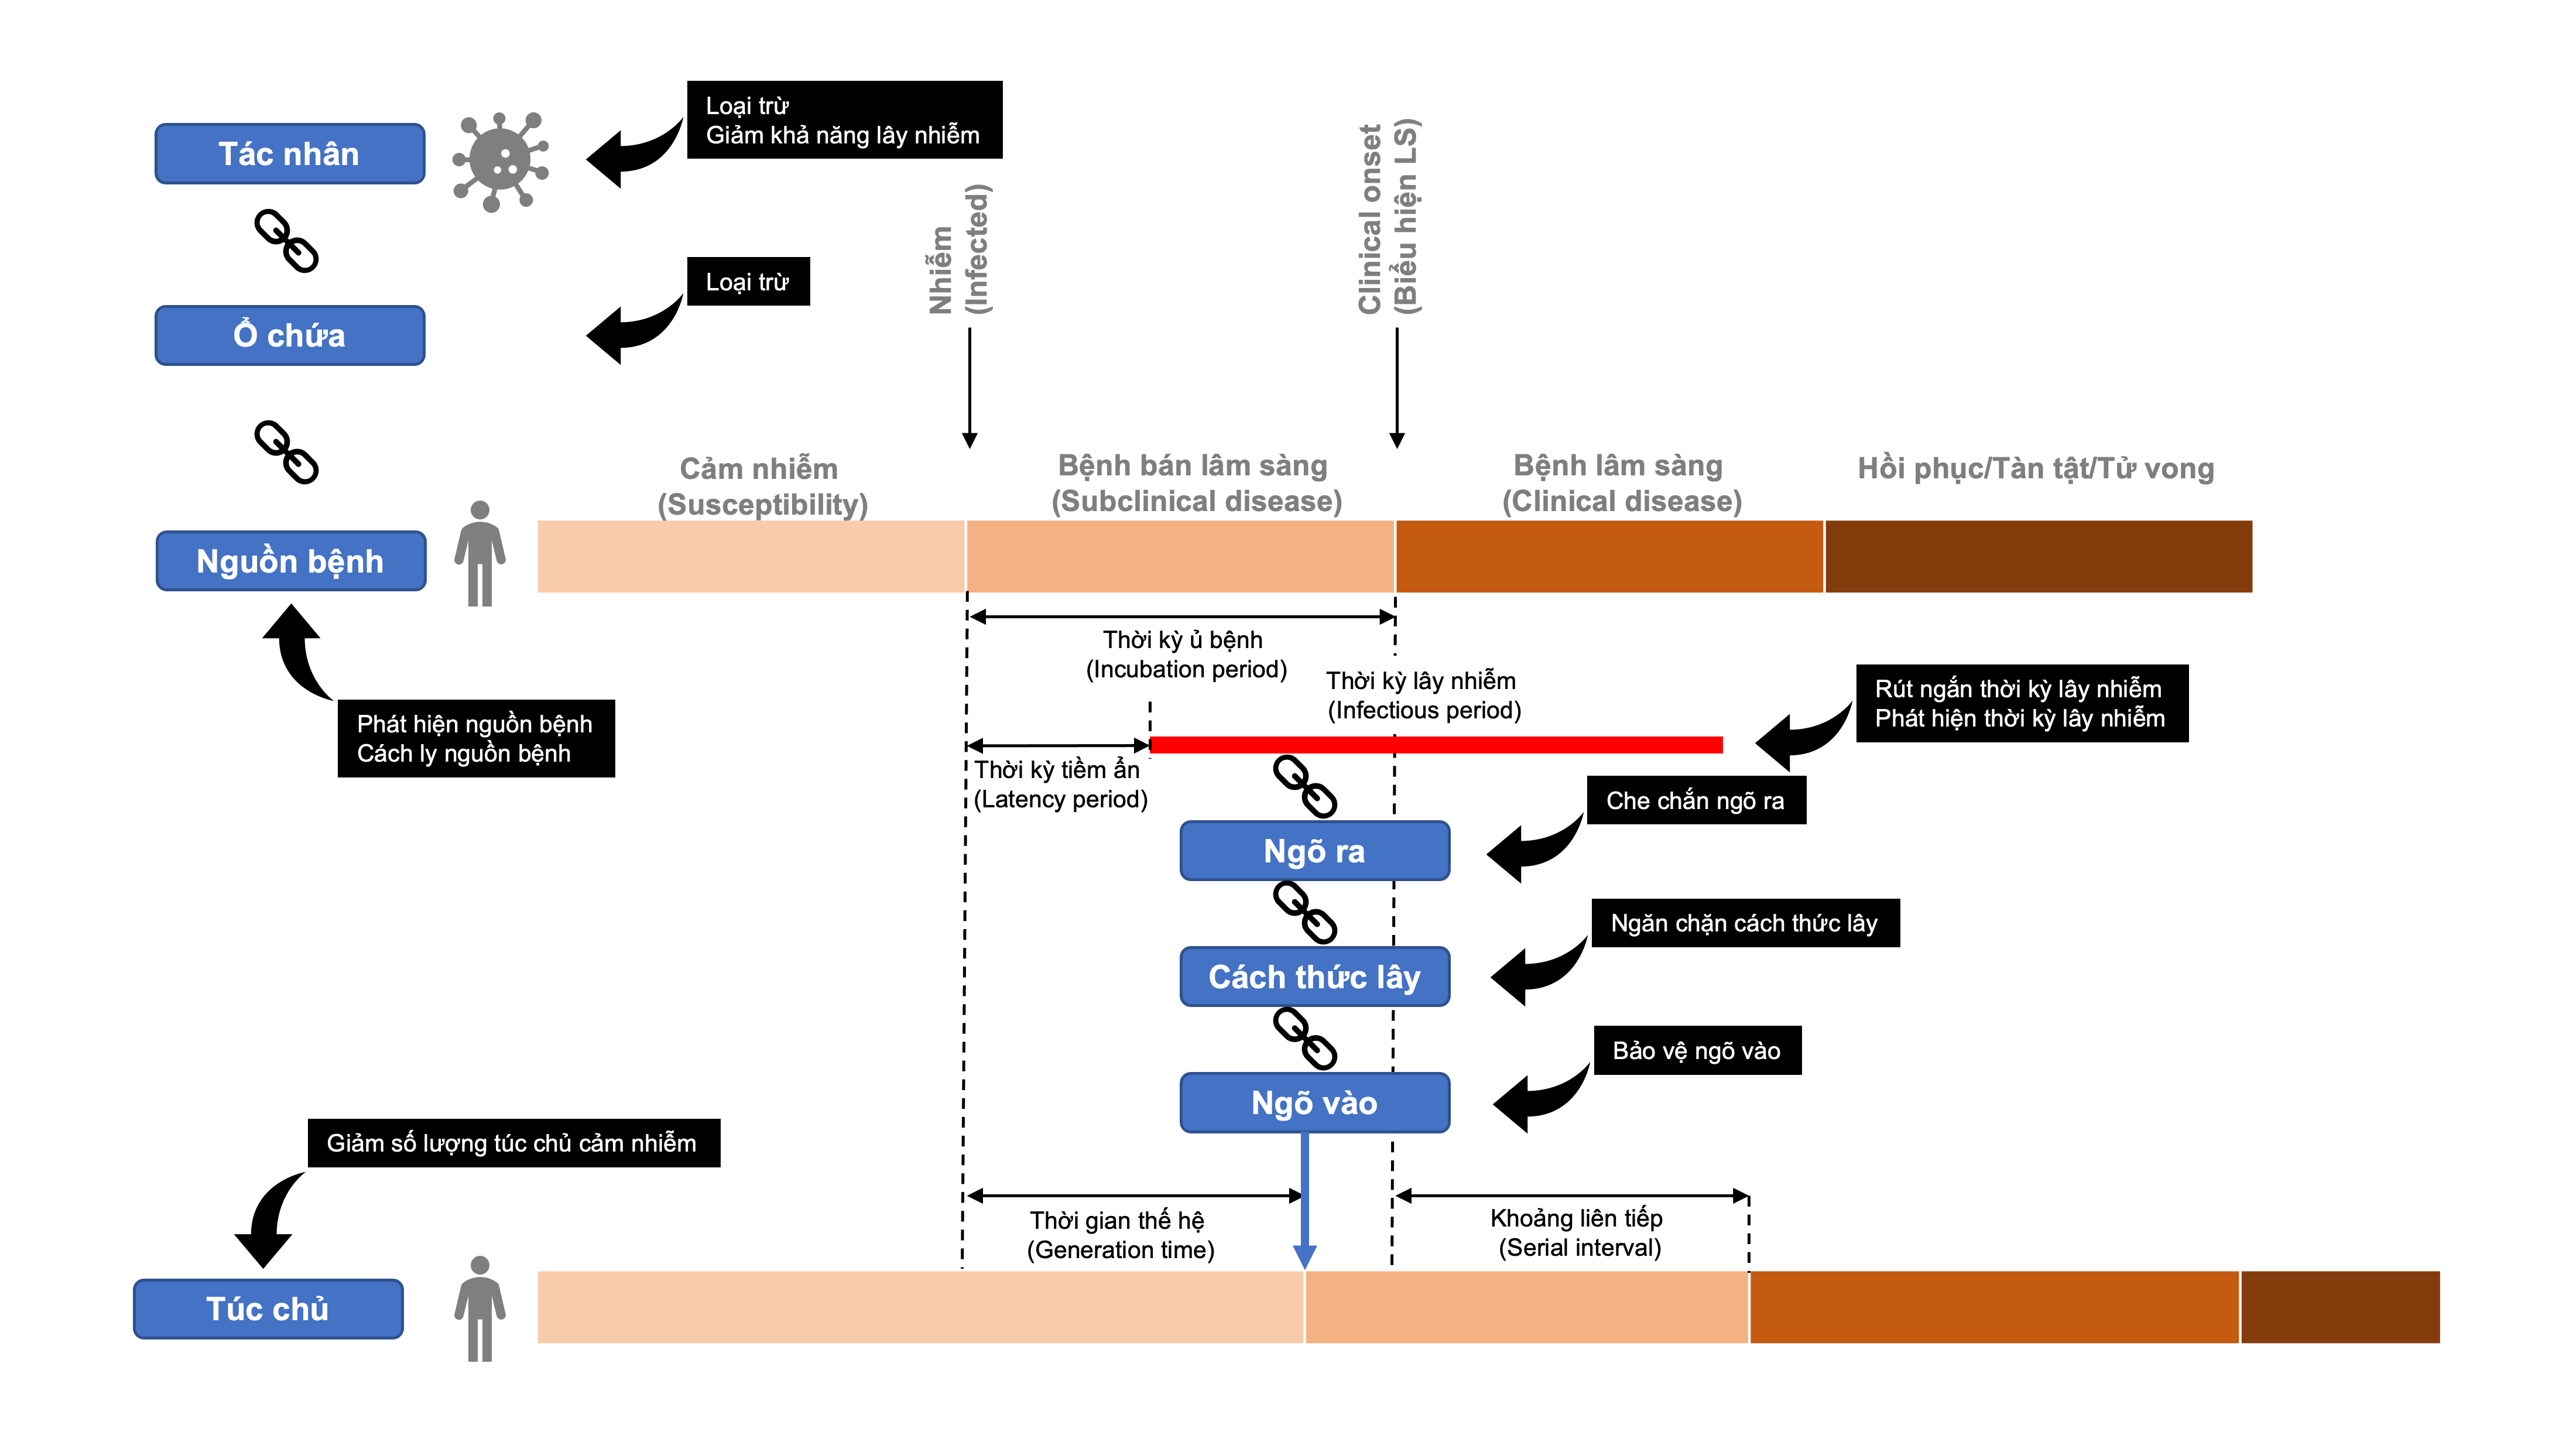 Tác nhân
Loại trừ
Giảm khả năng lây nhiễm
Nhiễm
(Infected)
Clinical onset
(Biểu hiện LS)
Ổ chứa
Loại trừ
Cảm nhiễm
(Susceptibility)
Bệnh bán lâm sàng
(Subclinical disease)
Bệnh lâm sàng
(Clinical disease)
Hồi phục/Tàn tật/Tử vong
Nguồn bệnh
Thời kỳ ủ bệnh
(Incubation period)
Thời kỳ lây nhiễm
(Infectious period)
Rút ngắn thời kỳ lây nhiễm
Phát hiện thời kỳ lây nhiễm
Phát hiện nguồn bệnh
Cách ly nguồn bệnh
Thời kỳ tiềm ẩn
(Latency period)
Che chắn ngõ ra
Ngõ ra
Ngăn chặn cách thức lây
Cách thức lây
Bảo vệ ngõ vào
Ngõ vào
Giảm số lượng túc chủ cảm nhiễm
Thời gian thế hệ
(Generation time)
Khoảng liên tiếp
(Serial interval)
Túc chủ